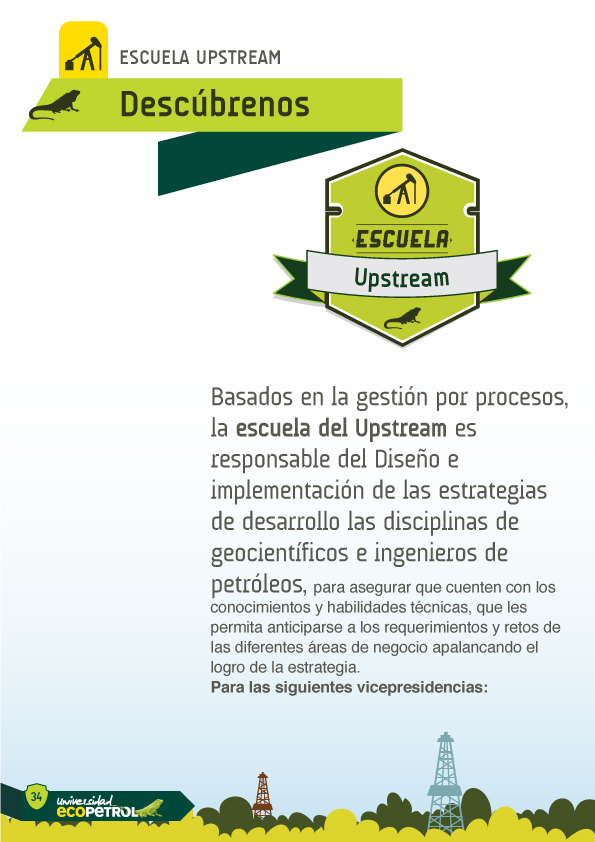 ESCUELA UPSTREAM
Descúbrenos
ESCUELA
Upstream
Basados en la gestión por procesos,
la escuela del Upstream es
responsable del Diseño e
implementación de las estrategias
de desarrollo las disciplinas de
geocientíficos e ingenieros de
petróleos, para asegurar que cuenten con los
conocimientos y habilidades técnicas, que les
permita anticiparse a los requerimientos y retos de
las diferentes áreas de negocio apalancando el
logro de la estrategia.
Para las siguientes vicepresidencias:
34
universidad
ecopetrol